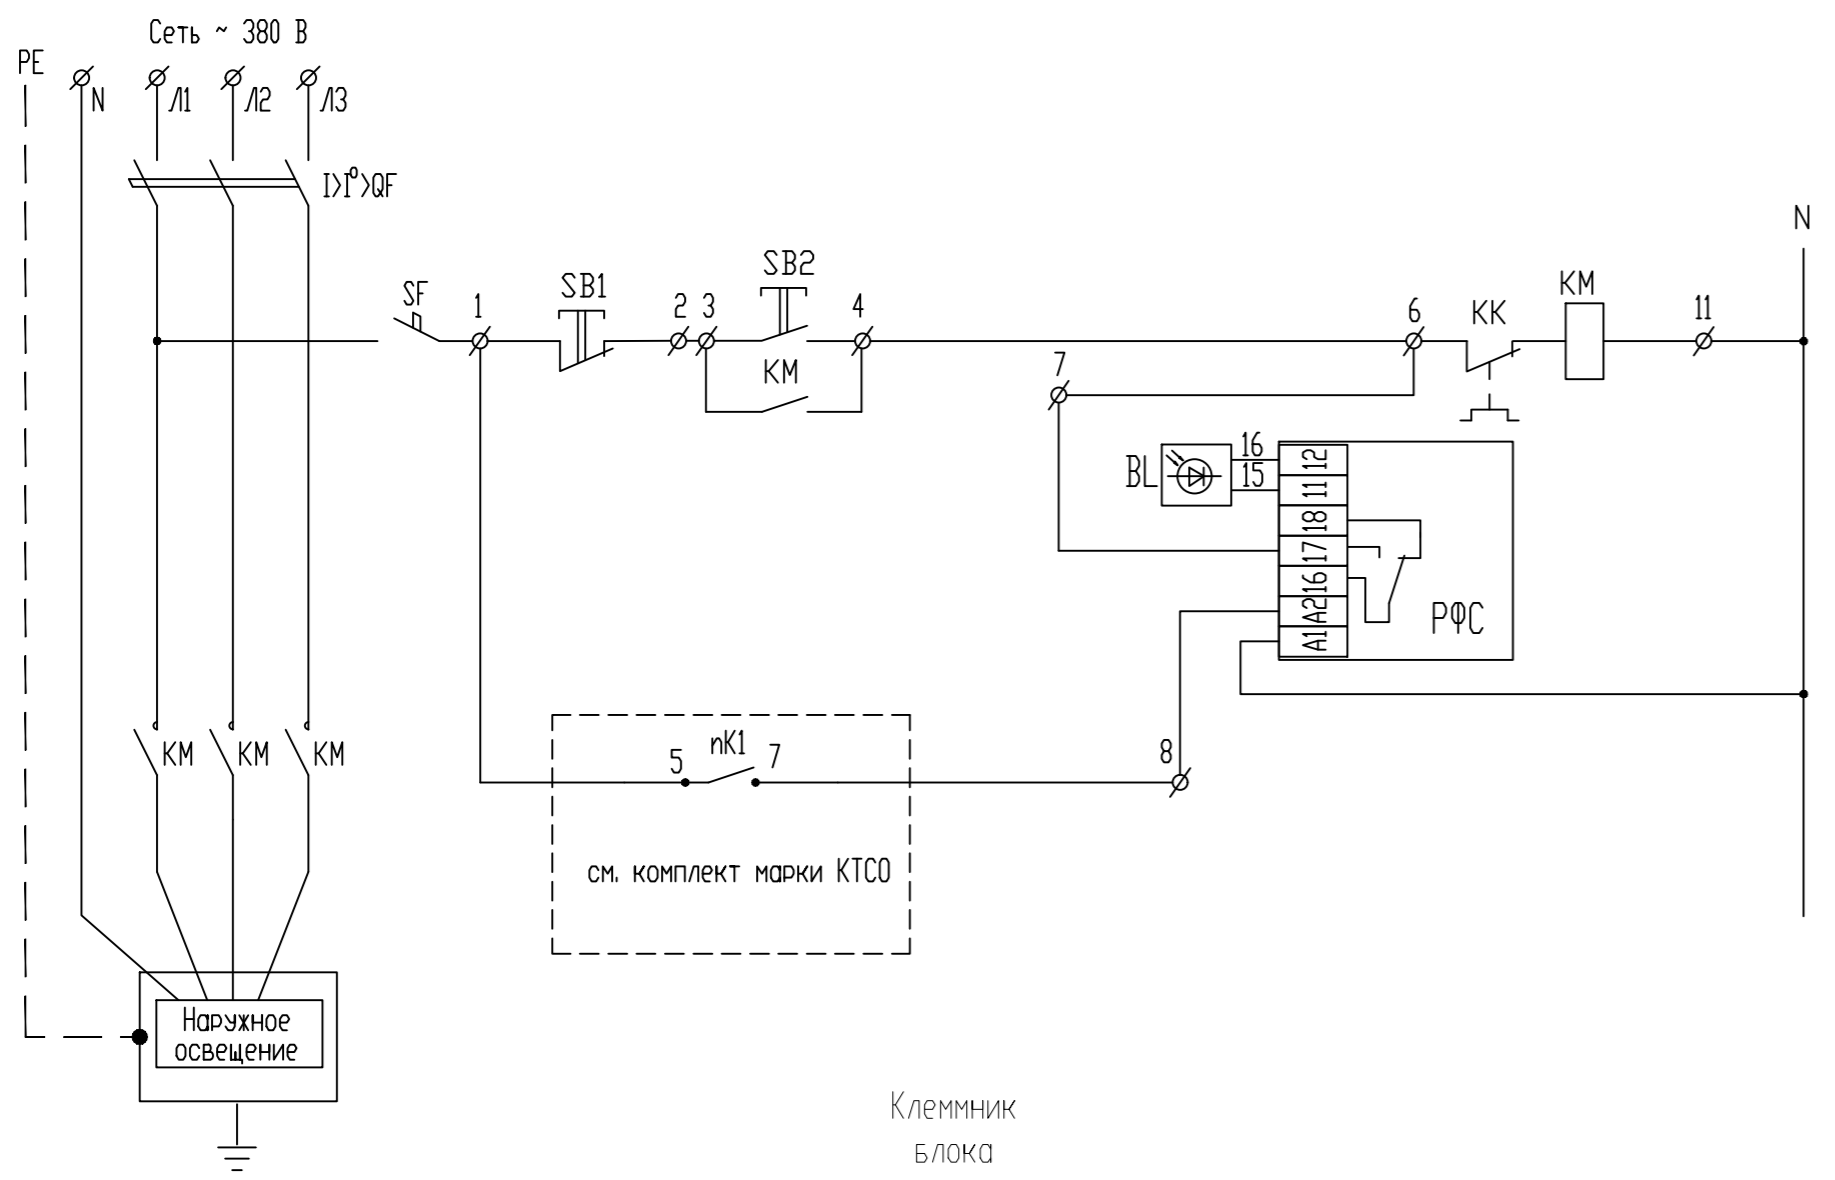 Сеть ~ 380 В
PE
N
Л1
Л2
Л3
I>I°>QF
N
SF
1
SB1
2
3
SB2
4
6
KK
KM
11
KM
7
BL
16
15
12
11
18
17
16
A2
A1
РФС
KM
KM
KM
5
пК1
7
8
см. комплект марки КТСО
Наружное
освещение
Клеммник
блока